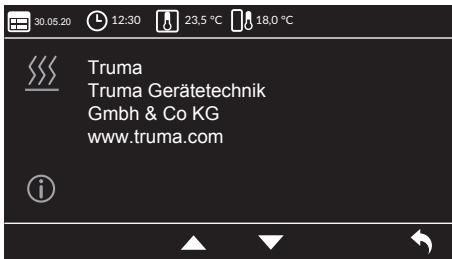 30.05.20 12:30 23,5 °C 18,0 °C
Truma
Truma Gerätetechnik
Gmbh & Co KG
www.truma.com